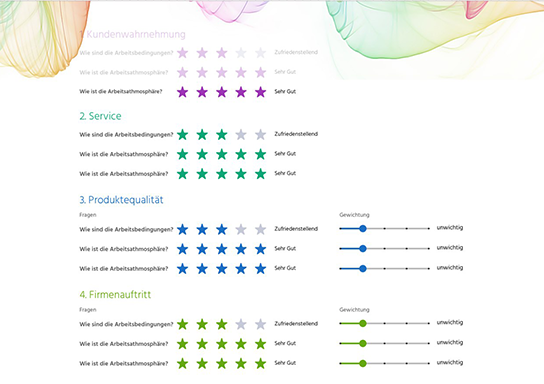 1. Kundenwahrnehmung
Wie sind die Arbeitsbedingungen? Zufriedenstellend
Wie ist die Arbeitsathmosphäre? Sehr Gut
Wie ist die Arbeitsathmosphäre? Sehr Gut
2. Service
Wie sind die Arbeitsbedingungen? Zufriedenstellend
Wie ist die Arbeitsathmosphäre? Sehr Gut
Wie ist die Arbeitsathmosphäre? Sehr Gut
3. Produktequalität
Fragen Gewichtung
Wie sind die Arbeitsbedingungen? Zufriedenstellend unwichtig
Wie ist die Arbeitsathmosphäre? Sehr Gut unwichtig
Wie ist die Arbeitsathmosphäre? Sehr Gut unwichtig
4. Firmenauftritt
Fragen Gewichtung
Wie sind die Arbeitsbedingungen? Zufriedenstellend unwichtig
Wie ist die Arbeitsathmosphäre? Sehr Gut unwichtig
Wie ist die Arbeitsathmosphäre? Sehr Gut unwichtig